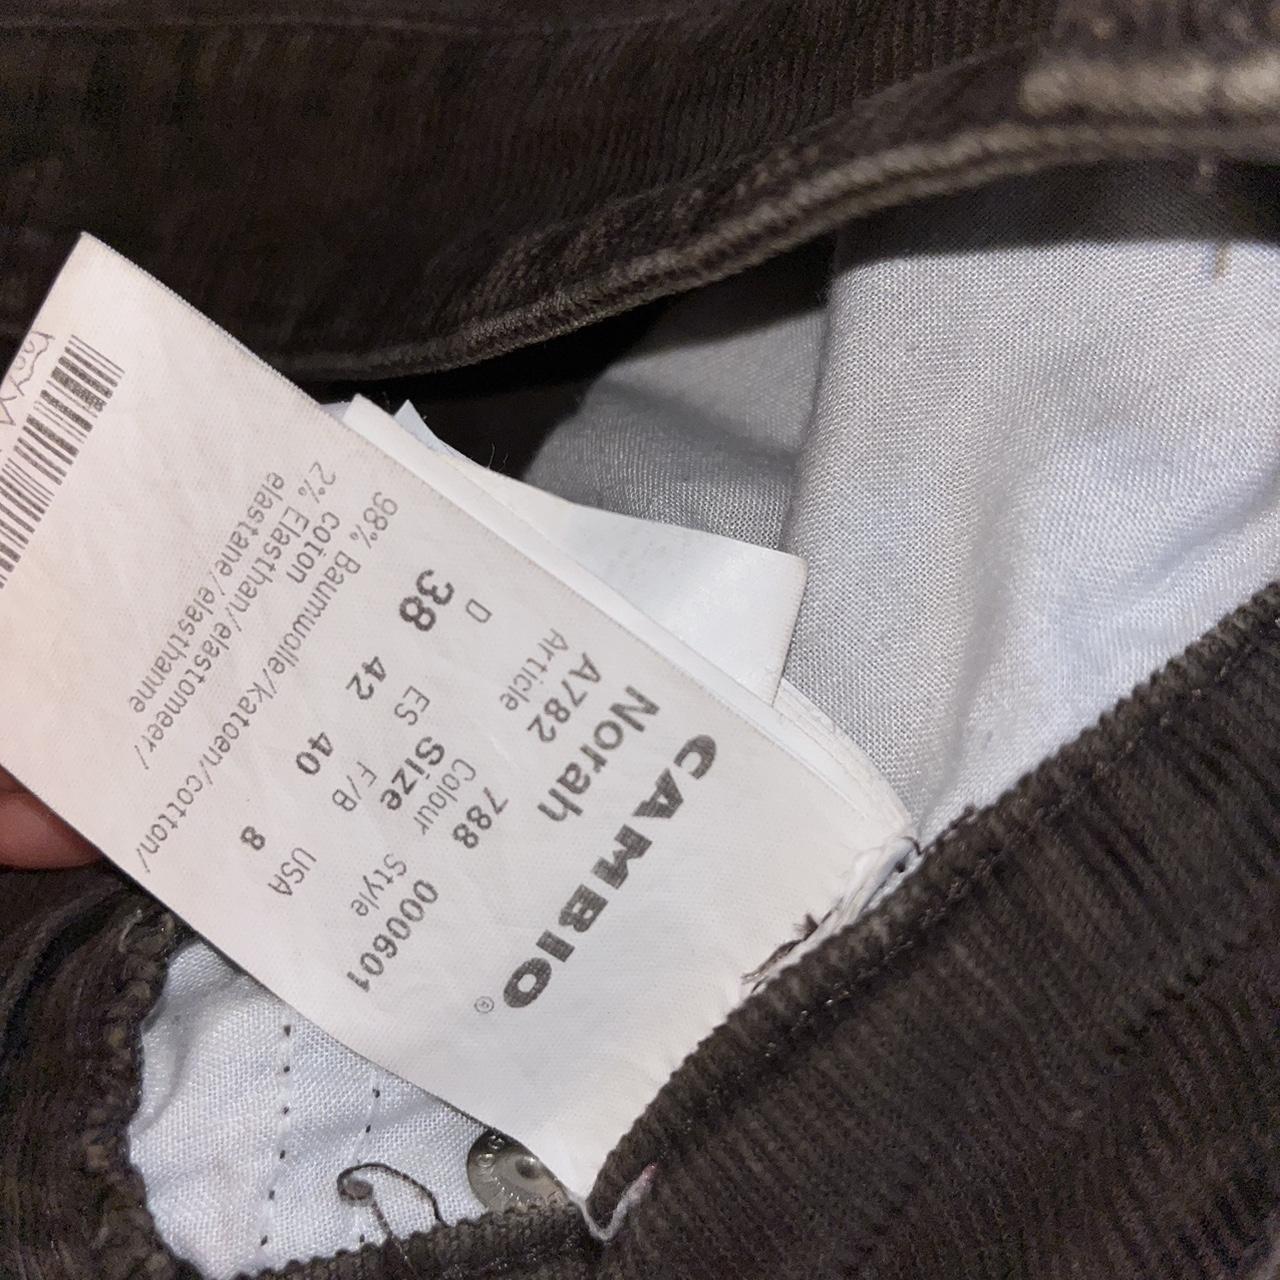 CAMBIO®
Norah
A782 788 000601
Article Colour Style
Size
D ES F/B USA
38 42 40 8
98% Baumwolle/katoen/cotton/
coton
2% Elasthan/elastomeer/
elastane/elasthanne